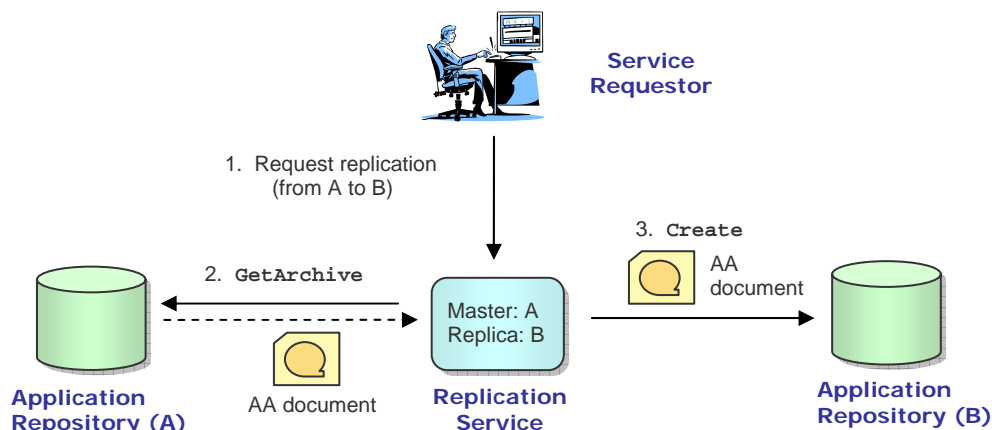 Service
Requestor
1. Request replication
(from A to B)
3. Create
AA
document
2. GetArchive
Master: A
Replica: B
AA document
Application
Repository (A)
Replication
Service
Application
Repository (B)